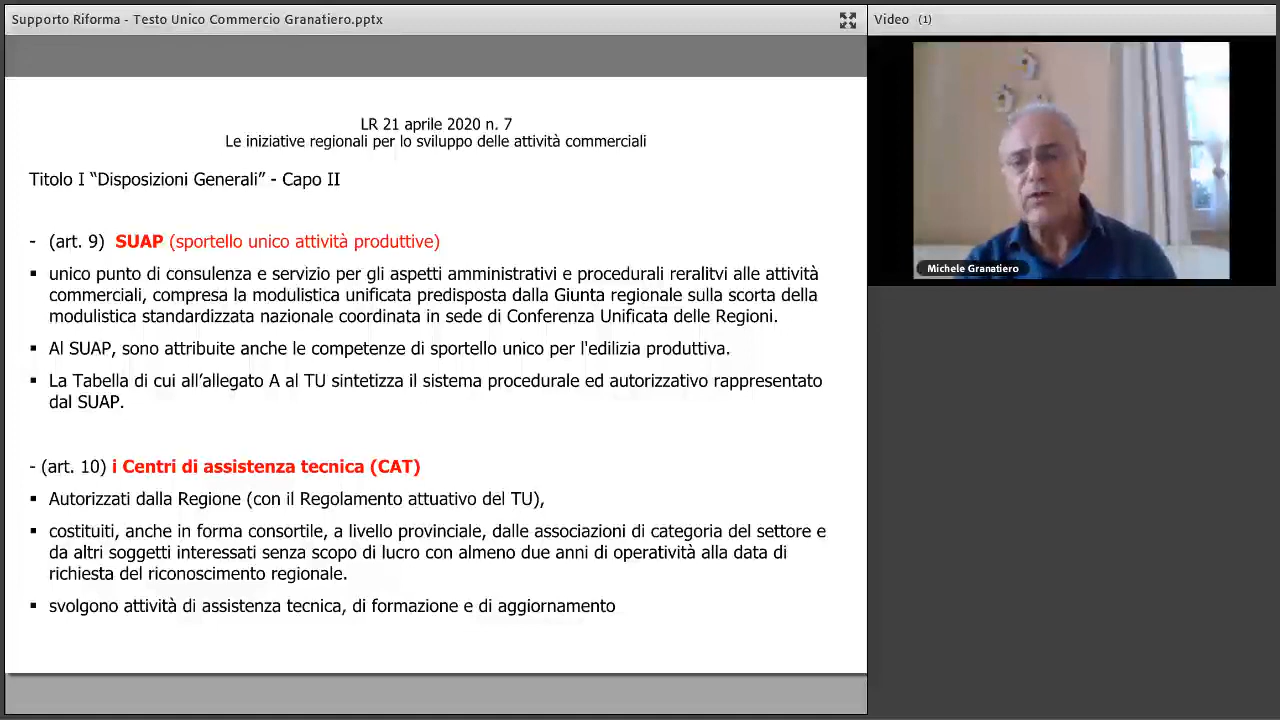 Supporto Riforma - Testo Unico Commercio Granatiero.pptx
Video (1)
LR 21 aprile 2020 n. 7
Le iniziative regionali per lo sviluppo delle attività commerciali
Titolo I “Disposizioni Generali” - Capo II
- (art. 9) SUAP (sportello unico attività produttive)
▪ unico punto di consulenza e servizio per gli aspetti amministrativi e procedurali reralitvi alle attività
commerciali, compresa la modulistica unificata predisposta dalla Giunta regionale sulla scorta della
modulistica standardizzata nazionale coordinata in sede di Conferenza Unificata delle Regioni.
▪ Al SUAP, sono attribuite anche le competenze di sportello unico per l'edilizia produttiva.
▪ La Tabella di cui all’allegato A al TU sintetizza il sistema procedurale ed autorizzativo rappresentato
dal SUAP.
- (art. 10) i Centri di assistenza tecnica (CAT)
▪ Autorizzati dalla Regione (con il Regolamento attuativo del TU),
▪ costituiti, anche in forma consortile, a livello provinciale, dalle associazioni di categoria del settore e
da altri soggetti interessati senza scopo di lucro con almeno due anni di operatività alla data di
richiesta del riconoscimento regionale.
▪ svolgono attività di assistenza tecnica, di formazione e di aggiornamento
Michele Granatiero